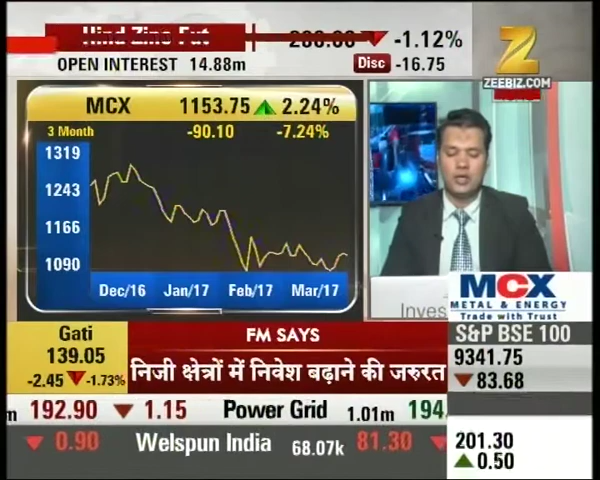 Hind Zinc Fut -1.12%
OPEN INTEREST 14.88m Disc -16.75
ZEEBIZ.COM
MCX 1153.75 2.24%
3 Month -90.10 -7.24%
1319
1243
1166
1090
Dec/16 Jan/17 Feb/17 Mar/17
Inves
MCX
METAL & ENERGY
Trade with Trust
Gati
139.05
-2.45 -1.73%
FM SAYS
निजी क्षेत्रों में निवेश बढ़ाने की जरुरत
S&P BSE 100
9341.75
83.68
m 192.90 1.15 Power Grid 1.01m 194.
0.90 Welspun India 68.07k 81.30
201.30
0.50